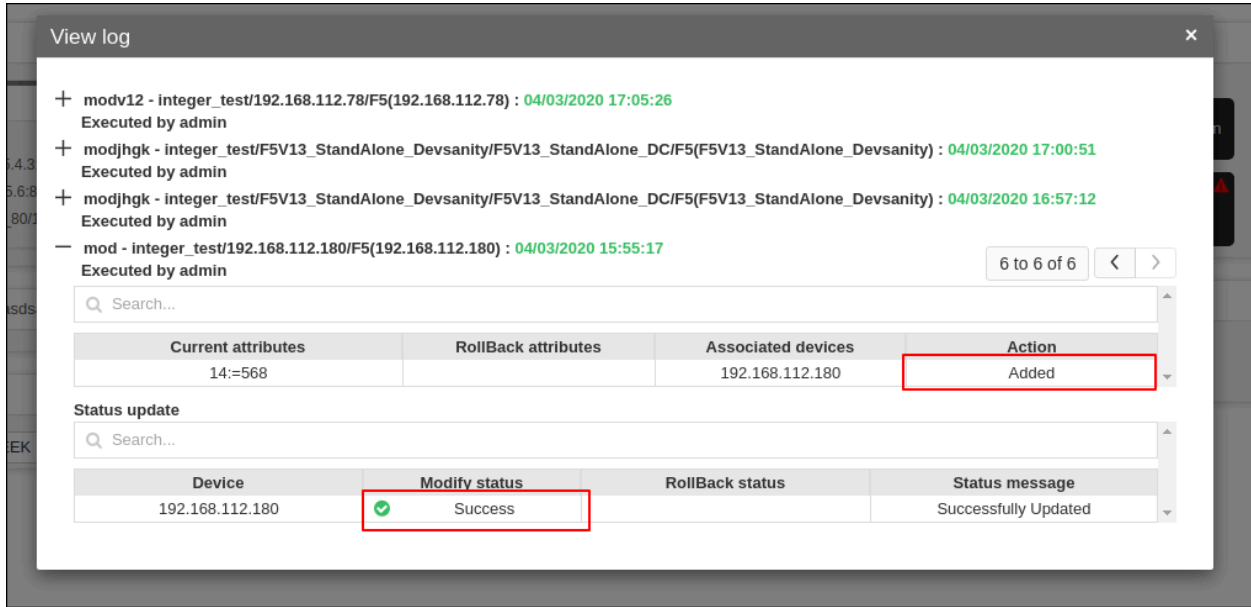 View log ×
modv12 - integer_test/192.168.112.78/F5(192.168.112.78) : 04/03/2020 17:05:26
Executed by admin
modjhgk - integer_test/F5V13_StandAlone_Devsanity/F5V13_StandAlone_DC/F5(F5V13_StandAlone_Devsanity) : 04/03/2020 17:00:51
Executed by admin
modjhgk - integer_test/F5V13_StandAlone_Devsanity/F5V13_StandAlone_DC/F5(F5V13_StandAlone_Devsanity) : 04/03/2020 16:57:12
Executed by admin
mod - integer_test/192.168.112.180/F5(192.168.112.180) : 04/03/2020 15:55:17
Executed by admin
6 to 6 of 6
Search...
Current attributes RollBack attributes Associated devices Action
14:=568 192.168.112.180 Added
Status update
Search...
Device Modify status RollBack status Status message
192.168.112.180 Success Successfully Updated